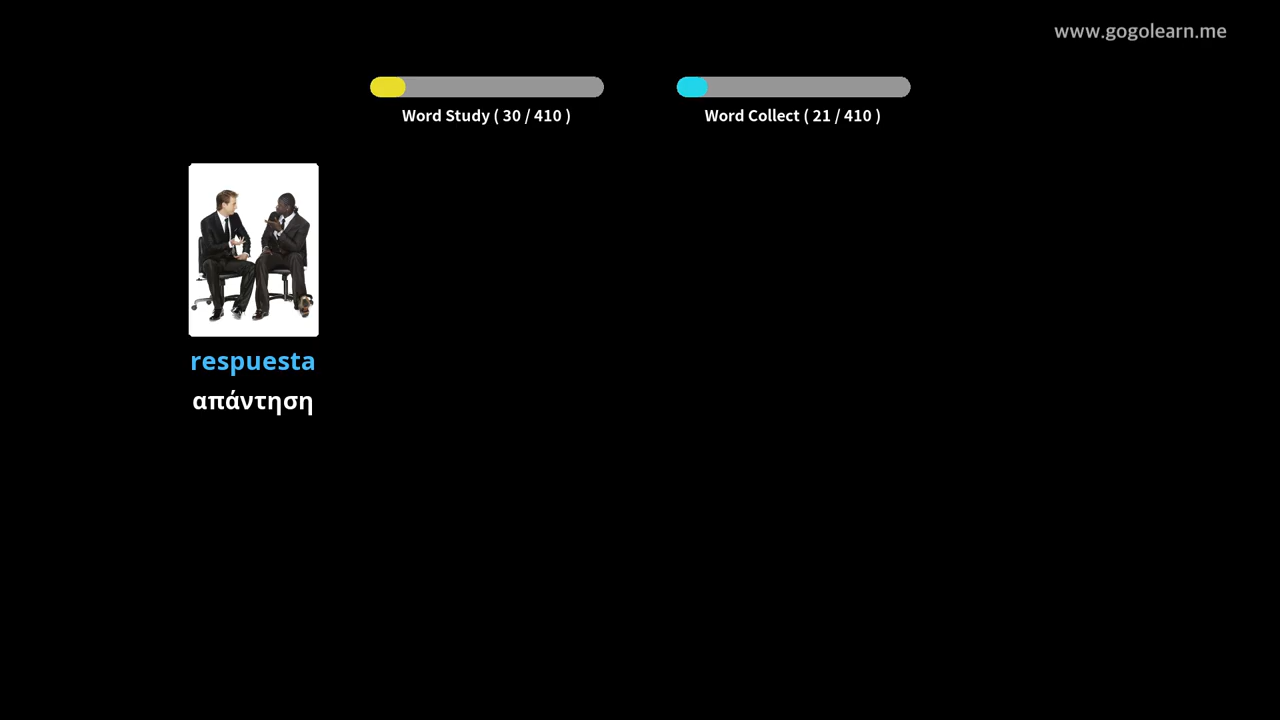 www.gogolearn.me
Word Study ( 30 / 410 )
Word Collect ( 21 / 410 )
respuesta
απάντηση